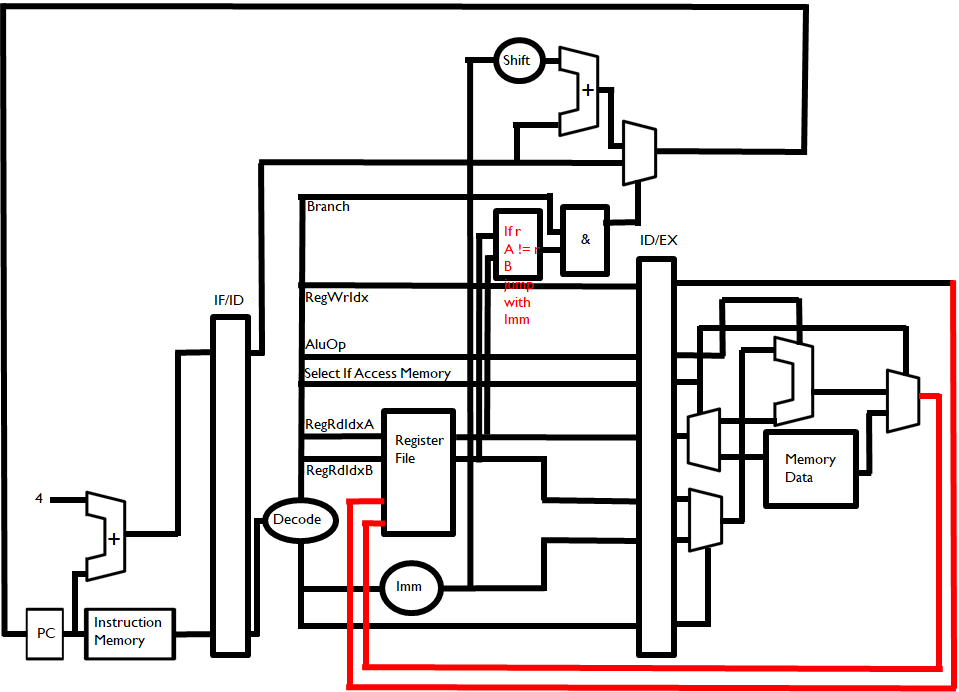 Shift
+
Branch
If r
A != r
B
jump
with
Imm
&
ID/EX
RegWrIdx
IF/ID
AluOp
Select If Access Memory
RegRdIdxA
Register
File
RegRdIdxB
Memory
Data
4
+
Decode
Imm
PC
Instruction
Memory